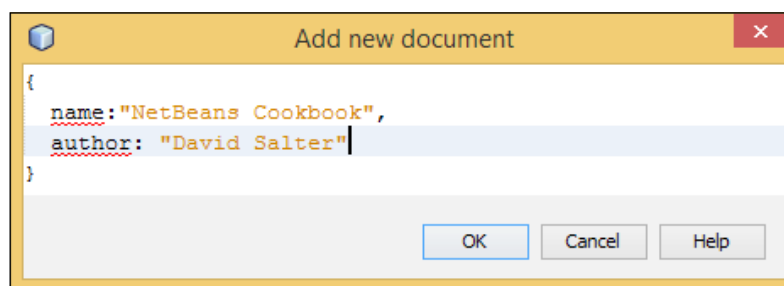 Add new document
{
  name:"NetBeans Cookbook",
  author: "David Salter"
}
OK Cancel Help